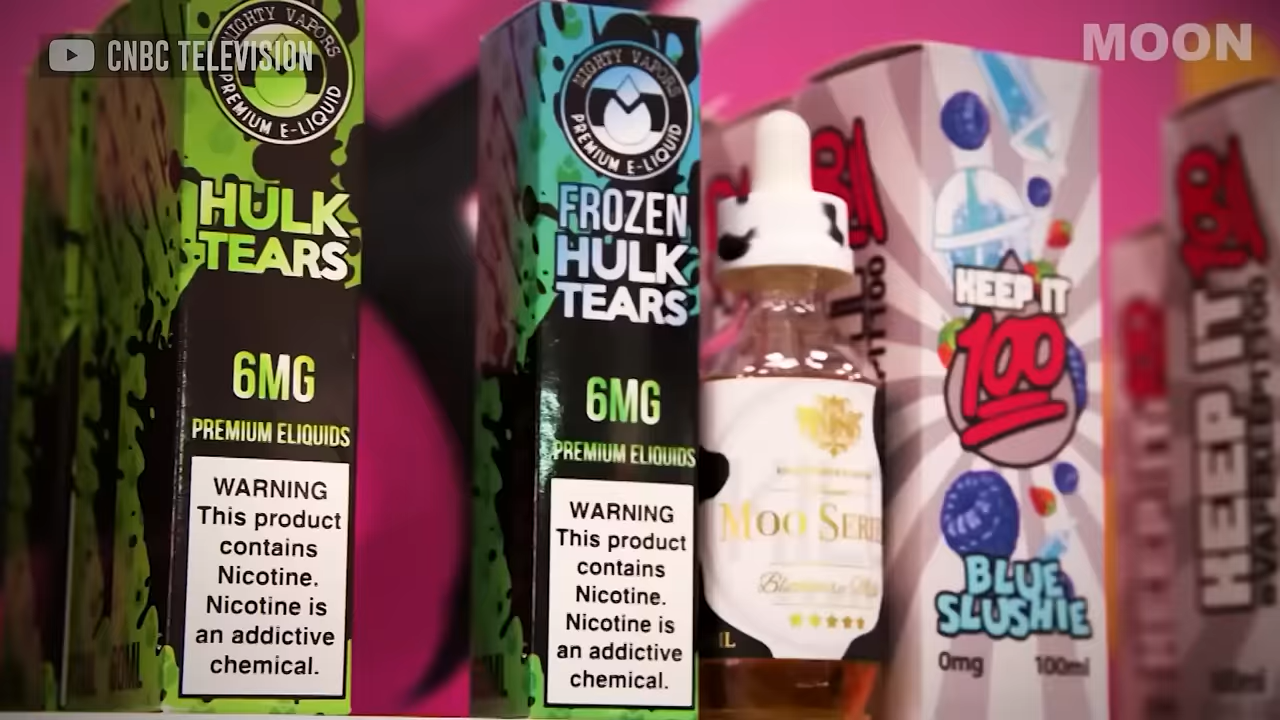 CNBC TELEVISION
MOON
MIGHTY VAPORS
PREMIUM E-LIQUID
HULK
TEARS
6MG
PREMIUM ELIQUIDS
WARNING
This product
contains
Nicotine.
Nicotine is
an addictive
chemical.
60ML
MIGHTY VAPORS
PREMIUM E-LIQUID
FROZEN
HULK
TEARS
6MG
PREMIUM ELIQUIDS
WARNING
This product
contains
Nicotine.
Nicotine is
an addictive
chemical.
Moo Serie
KEEP IT
100
BLUE
SLUSHIE
0mg 100ml
KEEP IT
100